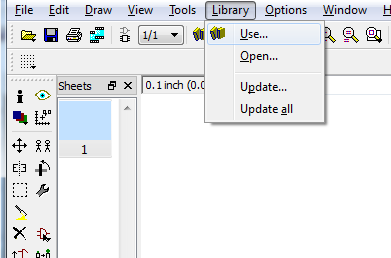 Edit Draw View Tools Library Options Window H
1/1
Use...
Open...
Update...
Update all
Sheets
0.1 inch (0.0
1